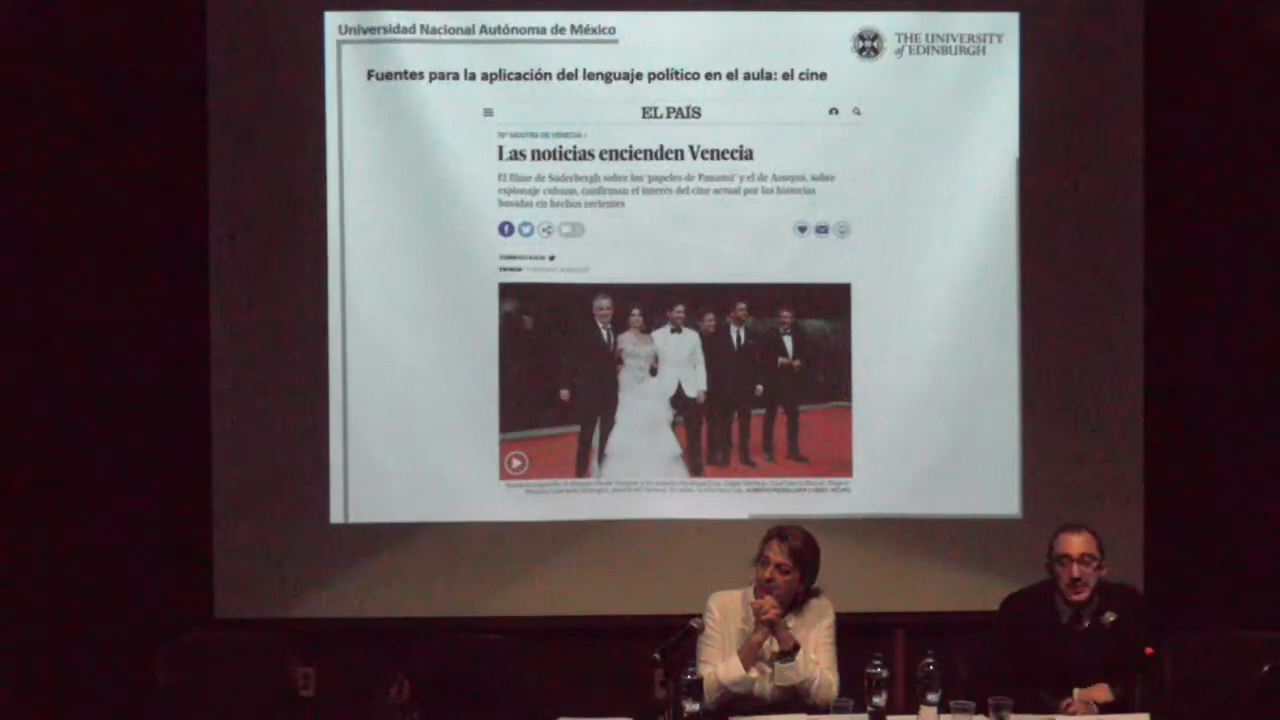 Universidad Nacional Autónoma de México
THE UNIVERSITY
of EDINBURGH
Fuentes para la aplicación del lenguaje político en el aula: el cine
EL PAÍS
Las noticias encienden Venecia
El filme de Soderbergh sobre los 'papeles de Panamá' y el de Assayas, sobre
espionaje cubano, confirman el interés del cine actual por las historias
basadas en hechos recientes